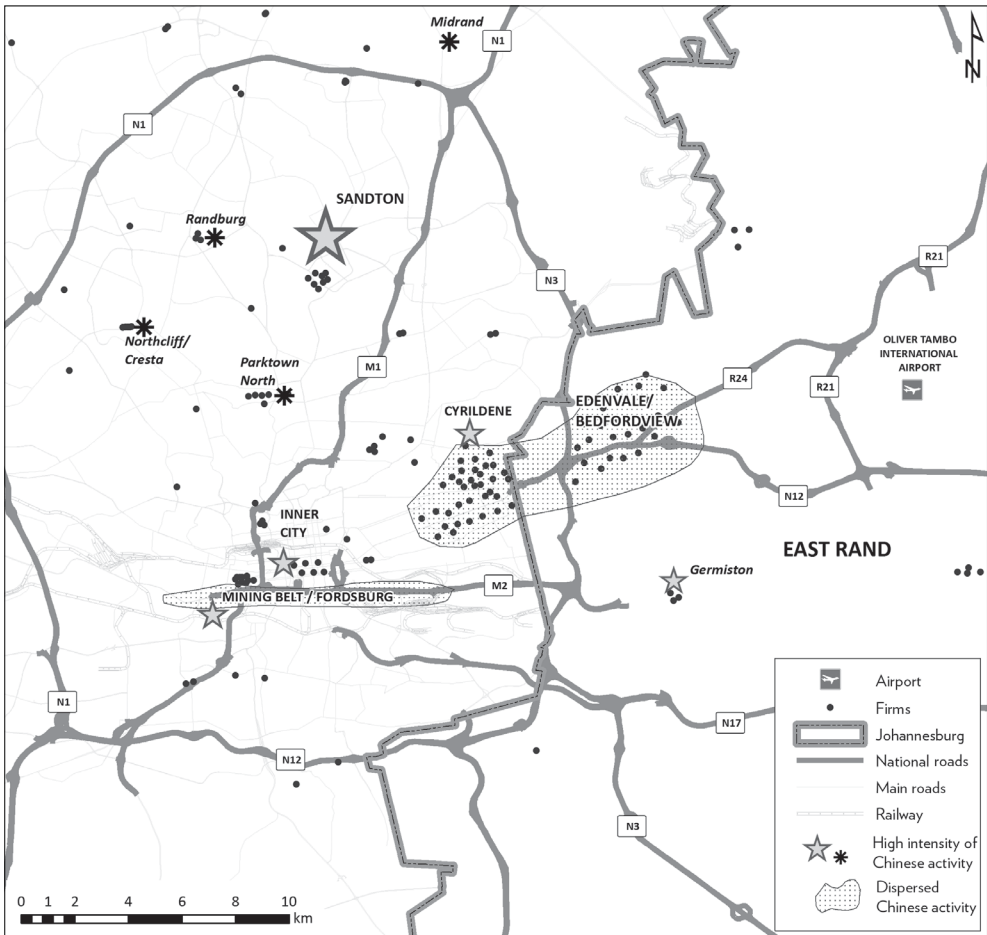 Midrand
N1
N
N1
SANDTON
Randburg
R21
N3
Northcliff/
Cresta
OLIVER TAMBO
INTERNATIONAL
AIRPORT
Parktown
North
M1
R24
R21
CYRILDENE
EDENVALE/
BEDFORDVIEW
N12
INNER
CITY
EAST RAND
Germiston
M2
MINING BELT / FORDSBURG
N1
N17
N12
N3
Airport
Firms
Johannesburg
National roads
Main roads
Railway
High intensity of
Chinese activity
Dispersed
Chinese activity
0 1 2 4 6 8 10
km